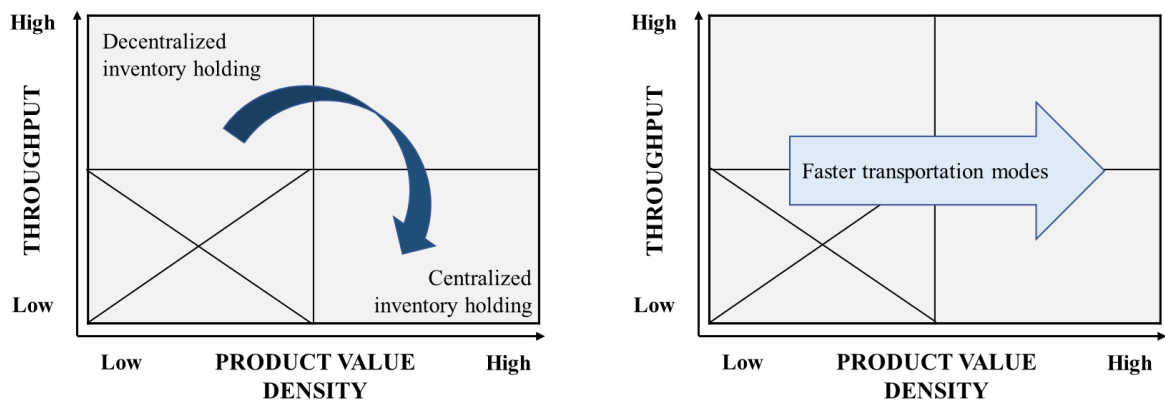 High
Decentralized
inventory holding
THROUGHPUT
Centralized
inventory holding
Low
Low
PRODUCT VALUE
DENSITY
High
High
THROUGHPUT
Faster transportation modes
Low
Low
PRODUCT VALUE
DENSITY
High